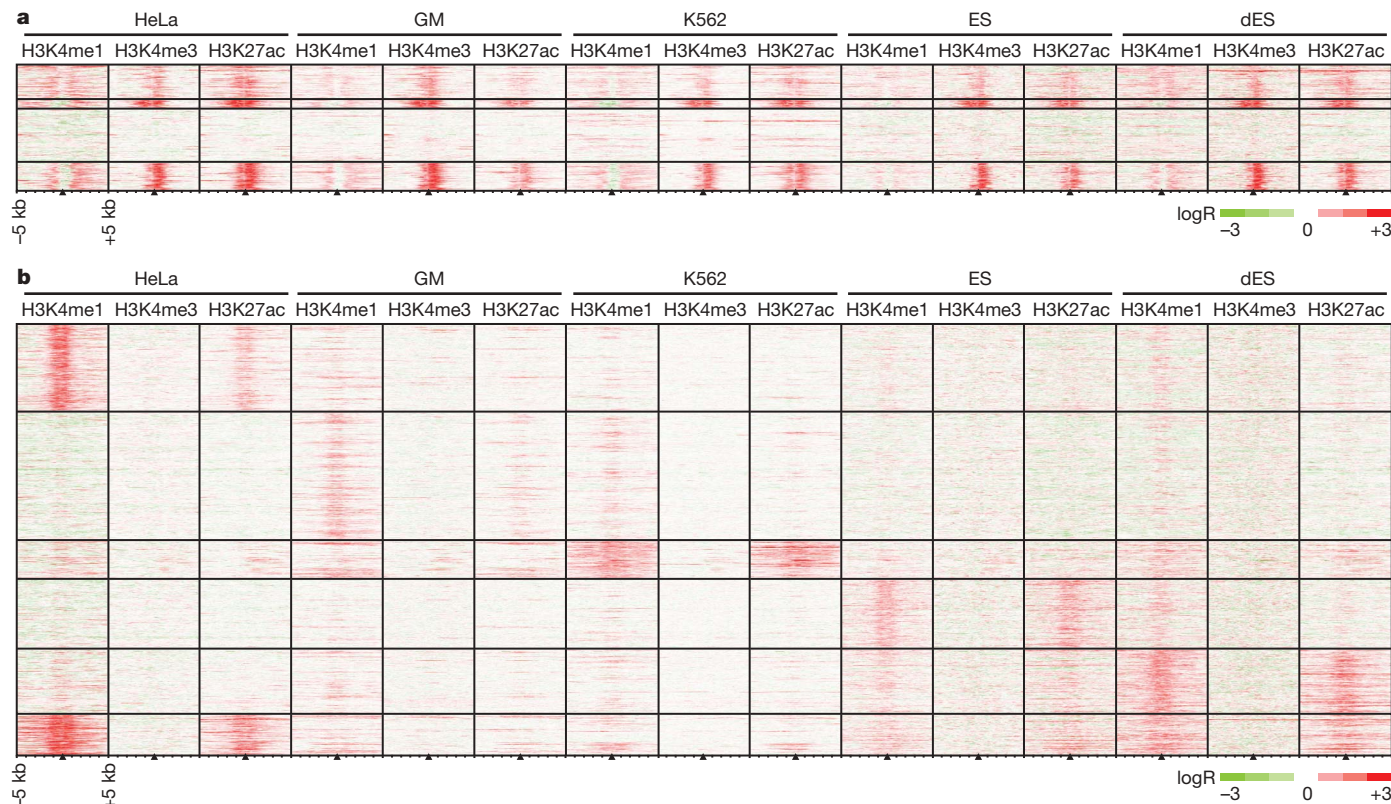 a
HeLa GM K562 ES dES
H3K4me1 H3K4me3 H3K27ac H3K4me1 H3K4me3 H3K27ac H3K4me1 H3K4me3 H3K27ac H3K4me1 H3K4me3 H3K27ac H3K4me1 H3K4me3 H3K27ac
–5 kb +5 kb
logR
–3 0 +3
b
HeLa GM K562 ES dES
H3K4me1 H3K4me3 H3K27ac H3K4me1 H3K4me3 H3K27ac H3K4me1 H3K4me3 H3K27ac H3K4me1 H3K4me3 H3K27ac H3K4me1 H3K4me3 H3K27ac
–5 kb +5 kb
logR
–3 0 +3